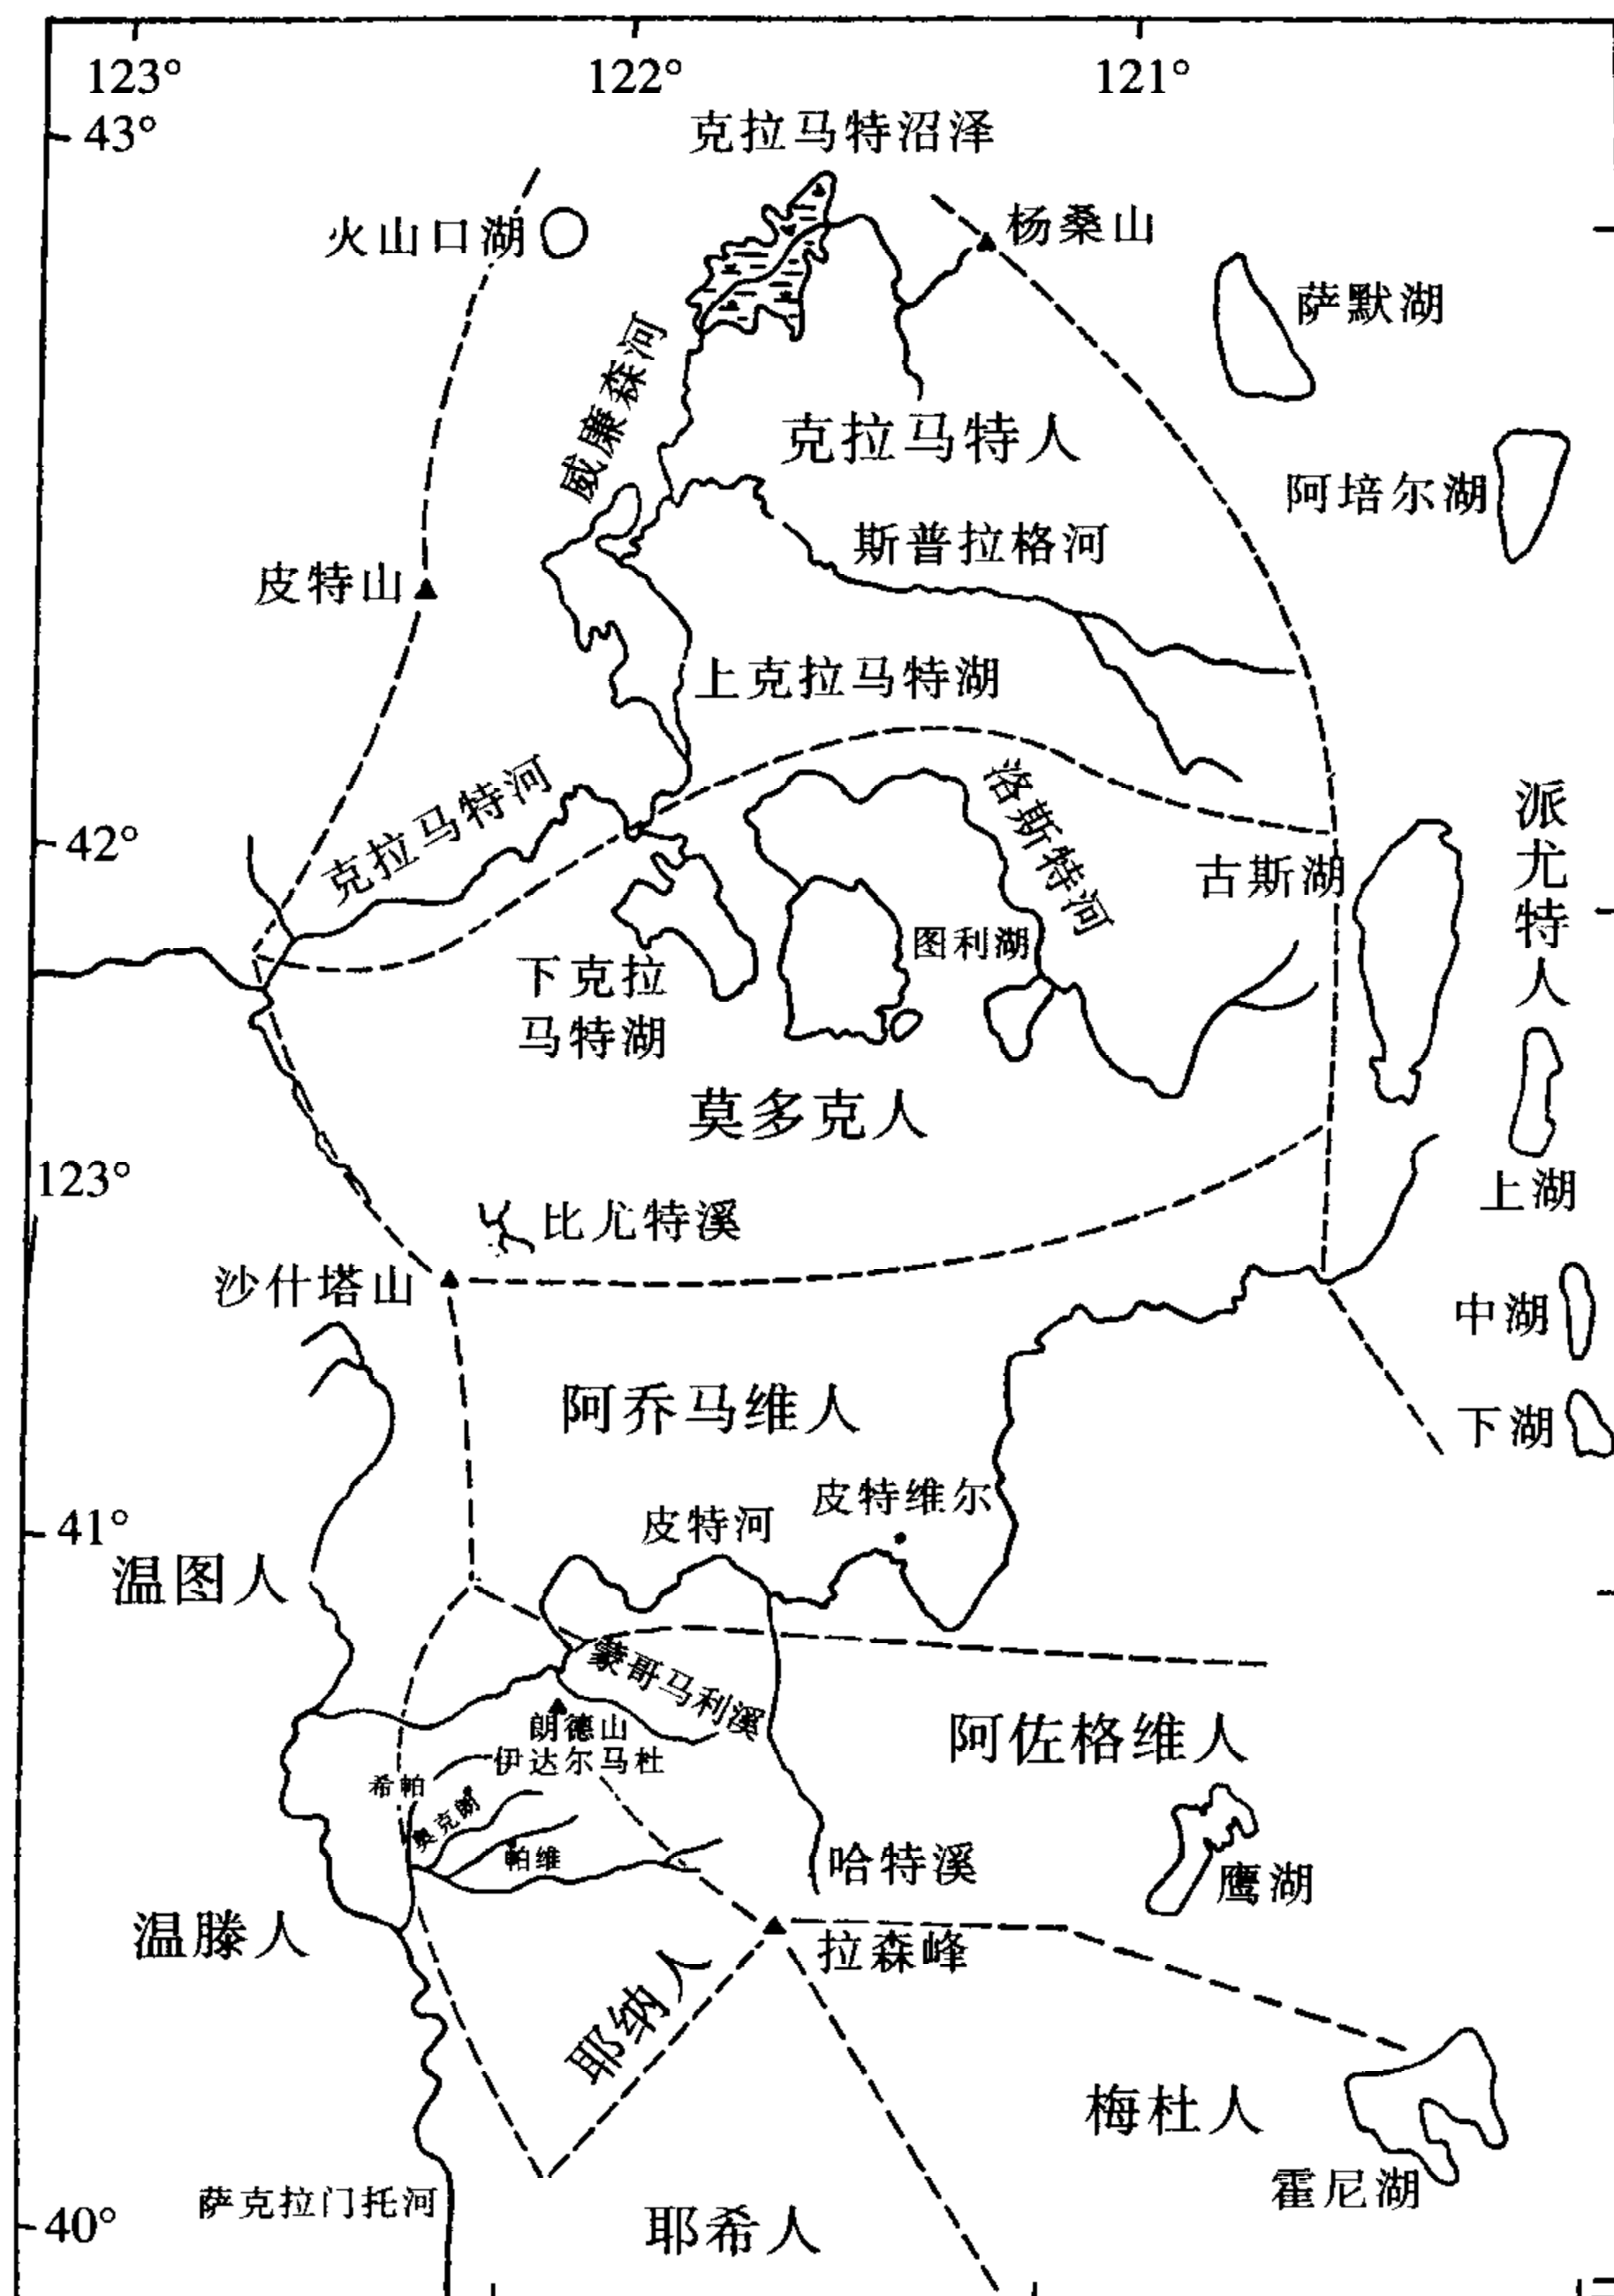 123° 122° 121°
43°
克拉马特沼泽
火山口湖
杨桑山
萨默湖
威廉森河
克拉马特人
阿培尔湖
斯普拉格河
皮特山
上克拉马特湖
克拉马特河
洛斯特河
派尤特人
42°
古斯湖
图利湖
下克拉
马特湖
莫多克人
123°
上湖
比尤特溪
沙什塔山
中湖
阿乔马维人
下湖
皮特维尔
皮特河
41°
温图人
蒙哥马利溪
朗德山
阿佐格维人
伊达尔马杜
希帕
奥克朗
帕维
哈特溪
鹰湖
温滕人
拉森峰
耶纳人
梅杜人
霍尼湖
萨克拉门托河
40°
耶希人